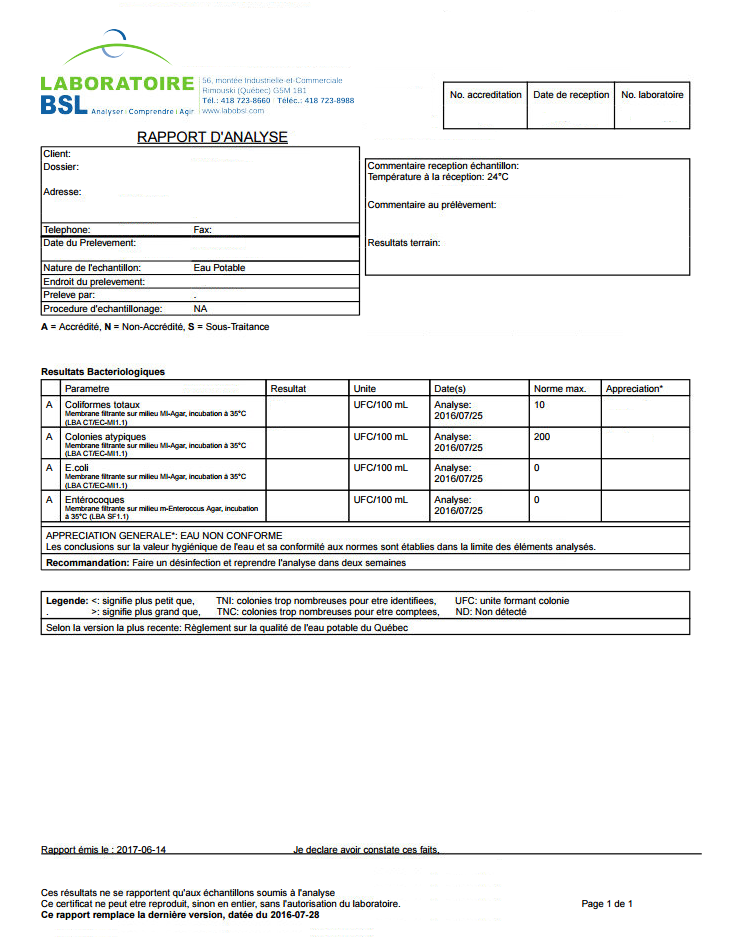 LABORATOIRE
BSL Analyser | Comprendre | Agir
56, montée Industrielle-et-Commerciale
Rimouski (Québec) G5M 1B1
Tél.: 418 723-8660 | Téléc.: 418 723-8988
www.labobsl.com
No. accreditation Date de reception No. laboratoire
RAPPORT D'ANALYSE
Client:
Dossier:
Adresse:
Telephone: Fax:
Date du Prelevement:
Nature de l'echantillon: Eau Potable
Endroit du prelevement:
Preleve par: .
Procedure d'echantillonage: NA
Commentaire reception échantillon:
Température à la réception: 24°C
Commentaire au prélèvement:
Resultats terrain:
A = Accrédité, N = Non-Accrédité, S = Sous-Traitance
Resultats Bacteriologiques
Parametre Resultat Unite Date(s) Norme max. Appreciation*
A Coliformes totaux UFC/100 mL Analyse: 10
Membrane filtrante sur milieu MI-Agar, incubation à 35°C 2016/07/25
(LBA CT/EC-MI1.1)
A Colonies atypiques UFC/100 mL Analyse: 200
Membrane filtrante sur milieu MI-Agar, incubation à 35°C 2016/07/25
(LBA CT/EC-MI1.1)
A E.coli UFC/100 mL Analyse: 0
Membrane filtrante sur milieu MI-Agar, incubation à 35°C 2016/07/25
(LBA CT/EC-MI1.1)
A Entérocoques UFC/100 mL Analyse: 0
Membrane filtrante sur milieu m-Enteroccus Agar, incubation 2016/07/25
à 35°C (LBA SF1.1)
APPRECIATION GENERALE*: EAU NON CONFORME
Les conclusions sur la valeur hygiénique de l'eau et sa conformité aux normes sont établies dans la limite des éléments analysés.
Recommandation: Faire un désinfection et reprendre l'analyse dans deux semaines
Legende: <: signifie plus petit que, TNI: colonies trop nombreuses pour etre identifiees, UFC: unite formant colonie
. >: signifie plus grand que, TNC: colonies trop nombreuses pour etre comptees, ND: Non détecté
Selon la version la plus recente: Règlement sur la qualité de l'eau potable du Québec
Rapport émis le : 2017-06-14 Je declare avoir constate ces faits.
Ces résultats ne se rapportent qu'aux échantillons soumis à l'analyse
Ce certificat ne peut etre reproduit, sinon en entier, sans l'autorisation du laboratoire. Page 1 de 1
Ce rapport remplace la dernière version, datée du 2016-07-28